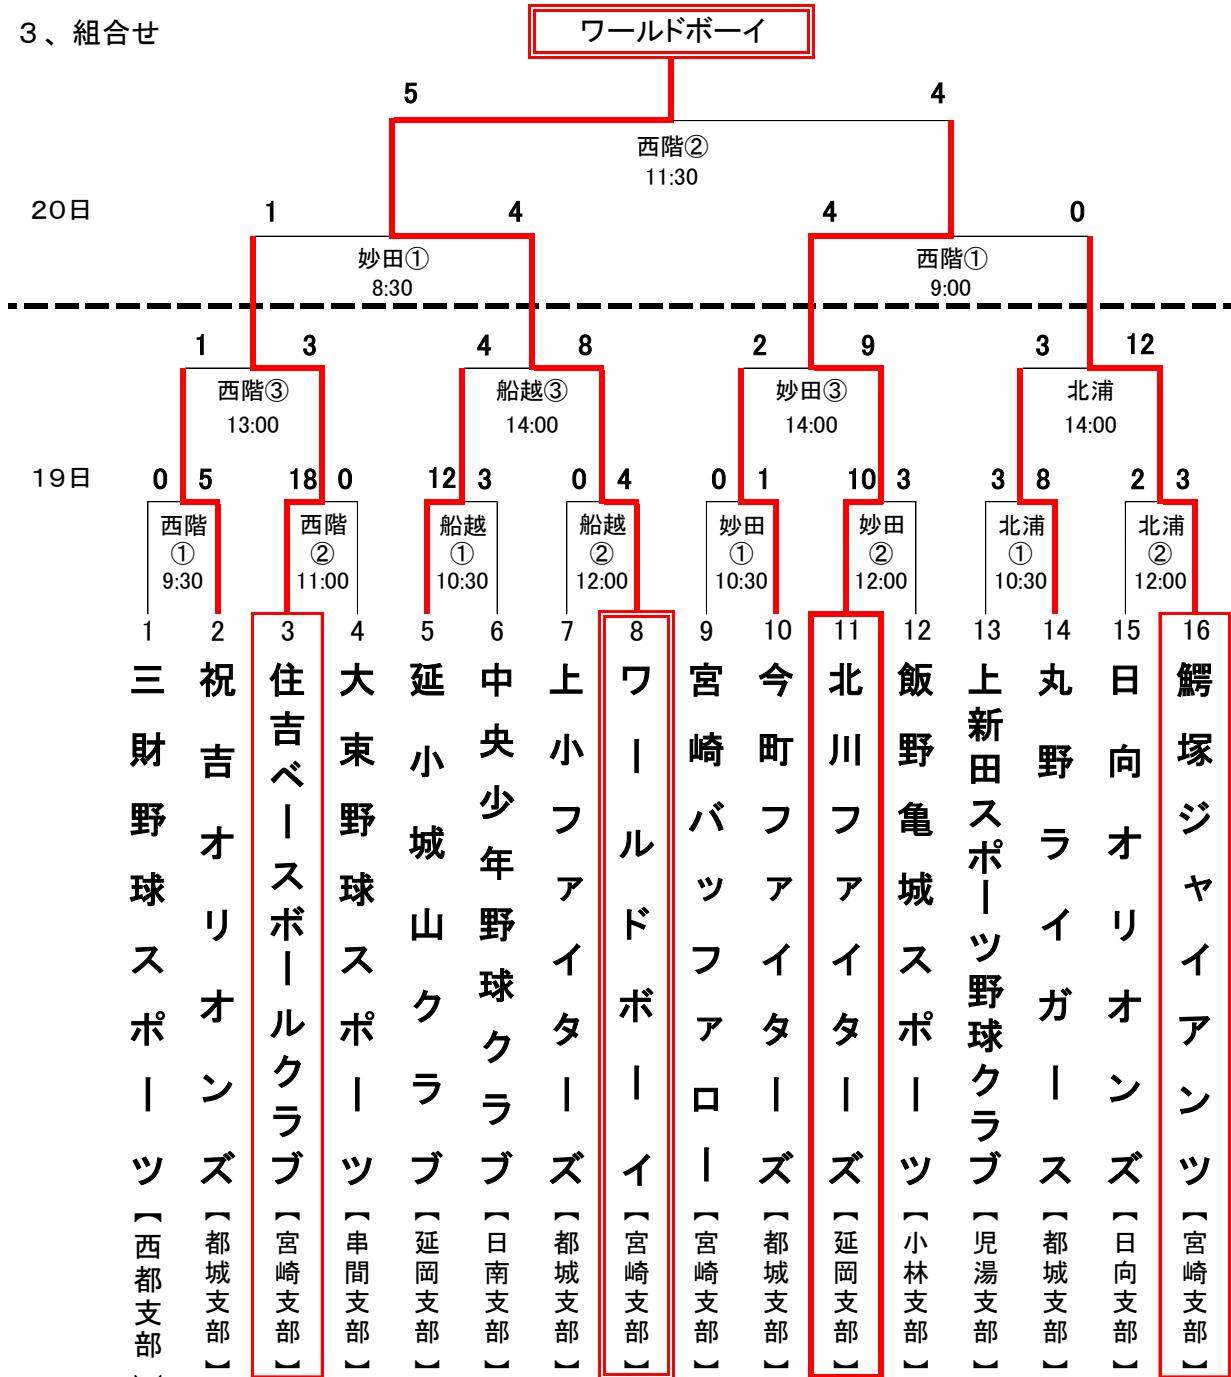 3、組合せ
ワールドボーイ
5 4
西階②
11:30
20日
1 4 4 0
妙田① 西階①
8:30 9:00
1 3 4 8 2 9 3 12
西階③ 船越③ 妙田③ 北浦
13:00 14:00 14:00 14:00
19日
0 5 18 0 12 3 0 4 0 1 10 3 3 8 2 3
西階 西階 船越 船越 妙田 妙田 北浦 北浦
① ② ① ② ① ② ① ②
9:30 11:00 10:30 12:00 10:30 12:00 10:30 12:00
1 2 3 4 5 6 7 8 9 10 11 12 13 14 15 16
三財野球スポーツ
祝吉オリオンズ
住吉ベースボールクラブ
大束野球スポーツ
延小城山クラブ
中央少年野球クラブ
上小ファイターズ
ワールドボーイ
宮崎バッファロー
今町ファイターズ
北川ファイターズ
飯野亀城スポーツ
上新田スポーツ野球クラブ
丸野ライガース
日向オリオンズ
鰐塚ジャイアンツ
【西都支部】
【都城支部】
【宮崎支部】
【串間支部】
【延岡支部】
【日南支部】
【都城支部】
【宮崎支部】
【宮崎支部】
【都城支部】
【延岡支部】
【小林支部】
【児湯支部】
【都城支部】
【日向支部】
【宮崎支部】